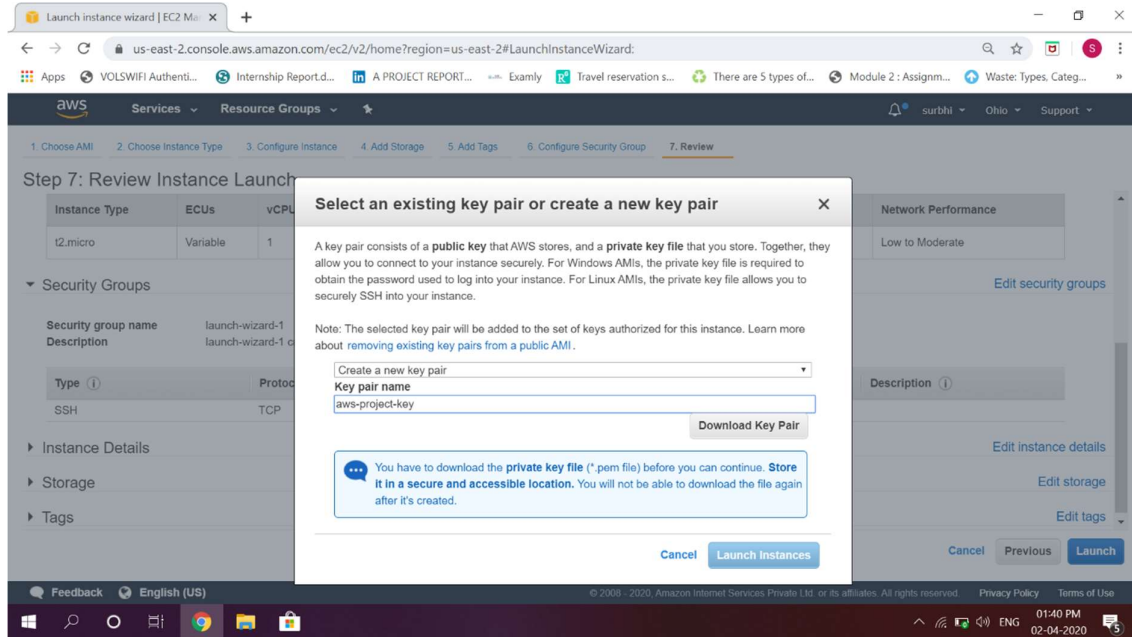 Launch instance wizard | EC2 Ma
us-east-2.console.aws.amazon.com/ec2/v2/home?region=us-east-2#LaunchInstanceWizard:
S
Apps VOLSWIFI Authenti... Internship Report.d... A PROJECT REPORT... Examly Travel reservation s... There are 5 types of... Module 2 : Assignm... Waste: Types, Categ... »
aws Services Resource Groups surbhi Ohio Support
1. Choose AMI 2. Choose Instance Type 3. Configure Instance 4. Add Storage 5. Add Tags 6. Configure Security Group 7. Review
Step 7: Review Instance Launch
Instance Type ECUs vCPU Network Performance
t2.micro Variable 1 Low to Moderate
Security Groups Edit security groups
Security group name launch-wizard-1
Description launch-wizard-1 c
Type Protoc Description
SSH TCP
Instance Details Edit instance details
Storage Edit storage
Tags Edit tags
Cancel Previous Launch
Select an existing key pair or create a new key pair
A key pair consists of a public key that AWS stores, and a private key file that you store. Together, they
allow you to connect to your instance securely. For Windows AMIs, the private key file is required to
obtain the password used to log into your instance. For Linux AMIs, the private key file allows you to
securely SSH into your instance.
Note: The selected key pair will be added to the set of keys authorized for this instance. Learn more
about removing existing key pairs from a public AMI.
Create a new key pair
Key pair name
aws-project-key
Download Key Pair
You have to download the private key file (*.pem file) before you can continue. Store
it in a secure and accessible location. You will not be able to download the file again
after it's created.
Cancel Launch Instances
Feedback English (US) © 2008 - 2020, Amazon Internet Services Private Ltd. or its affiliates. All rights reserved. Privacy Policy Terms of Use
ENG 01:40 PM
02-04-2020
5